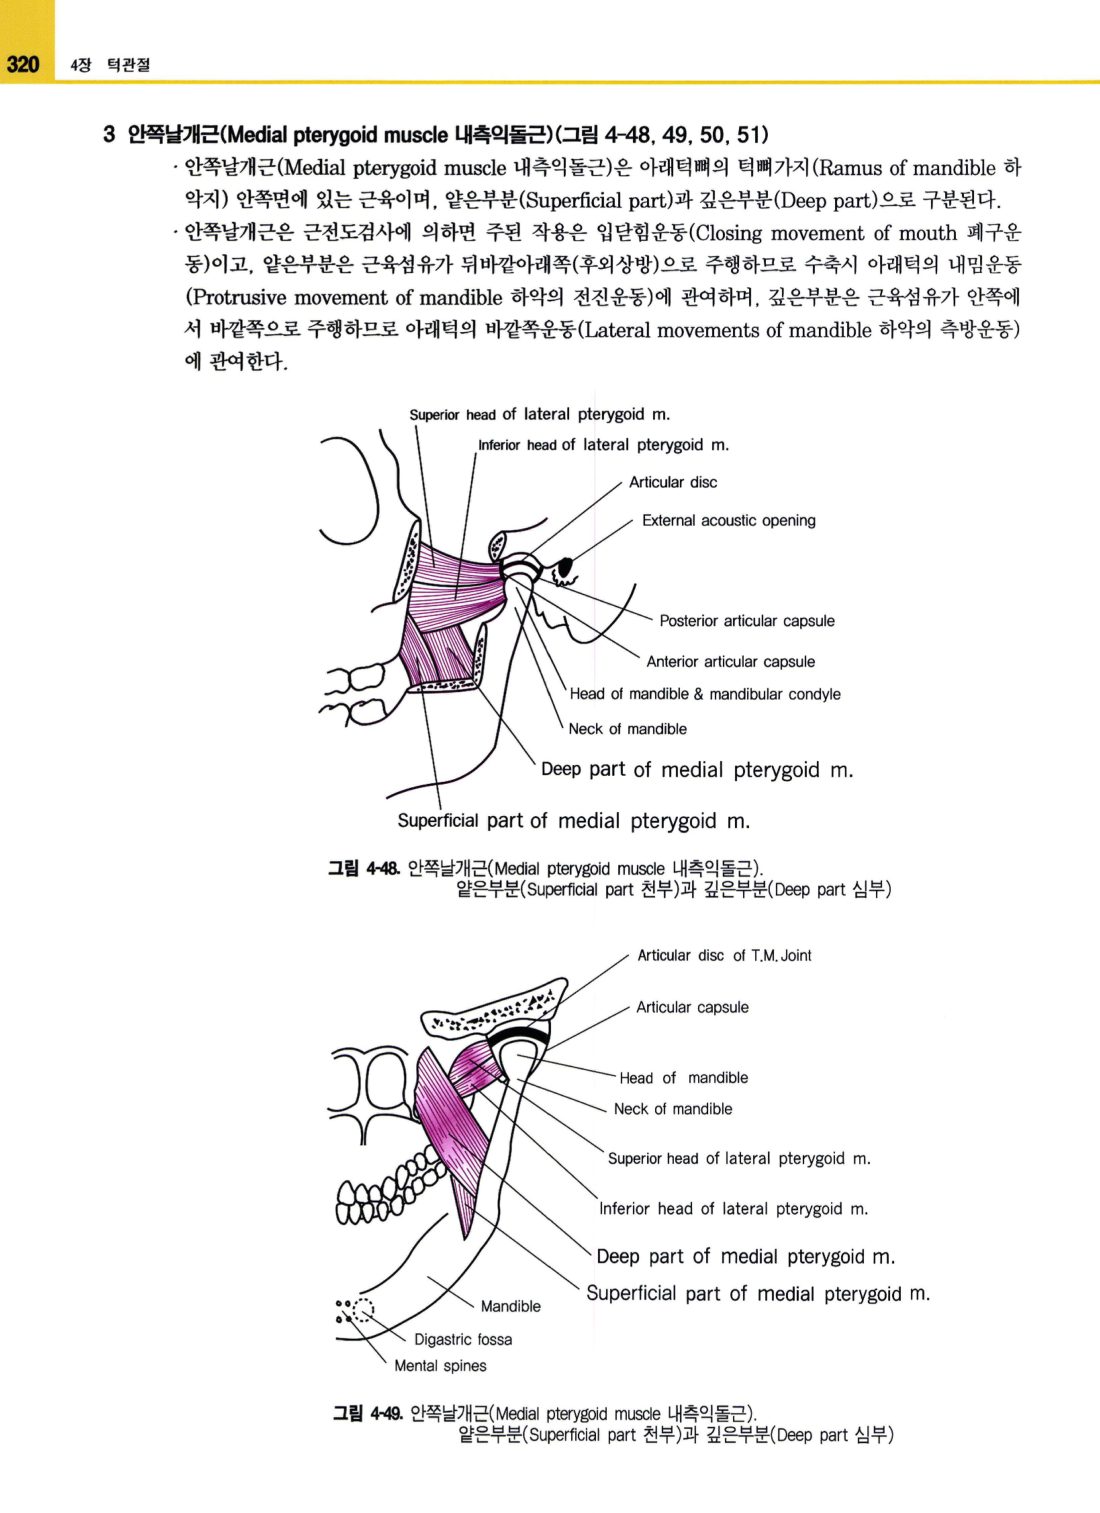 320
4장 턱관절
3 안쪽날개근(Medial pterygoid muscle 내측익돌근)(그림 4-48, 49, 50, 51)
· 안쪽날개근(Medial pterygoid muscle 내측익돌근)은 아래턱뼈의 턱뼈가지(Ramus of mandible 하
악지) 안쪽면에 있는 근육이며, 얕은부분(Superficial part)과 깊은부분(Deep part)으로 구분된다.
· 안쪽날개근은 근전도검사에 의하면 주된 작용은 입닫힘운동(Closing movement of mouth 폐구운
동)이고, 얕은부분은 근육섬유가 뒤바깥아래쪽(후외상방)으로 주행하므로 수축시 아래턱의 내밈운동
(Protrusive movement of mandible 하악의 전진운동)에 관여하며, 깊은부분은 근육섬유가 안쪽에
서 바깥쪽으로 주행하므로 아래턱의 바깥쪽운동(Lateral movements of mandible 하악의 측방운동)
에 관여한다.
Superior head of lateral pterygoid m.
Inferior head of lateral pterygoid m.
Articular disc
External acoustic opening
Posterior articular capsule
Anterior articular capsule
Head of mandible & mandibular condyle
Neck of mandible
Deep part of medial pterygoid m.
Superficial part of medial pterygoid m.
그림 4-48. 안쪽날개근(Medial pterygoid muscle 내측익돌근).
얕은부분(Superficial part 천부)과 깊은부분(Deep part 심부)
Articular disc of T.M.Joint
Articular capsule
Head of mandible
Neck of mandible
Superior head of lateral pterygoid m.
Inferior head of lateral pterygoid m.
Deep part of medial pterygoid m.
Superficial part of medial pterygoid m.
Mandible
Digastric fossa
Mental spines
그림 4-49. 안쪽날개근(Medial pterygoid muscle 내측익돌근).
얕은부분(Superficial part 천부)과 깊은부분(Deep part 심부)